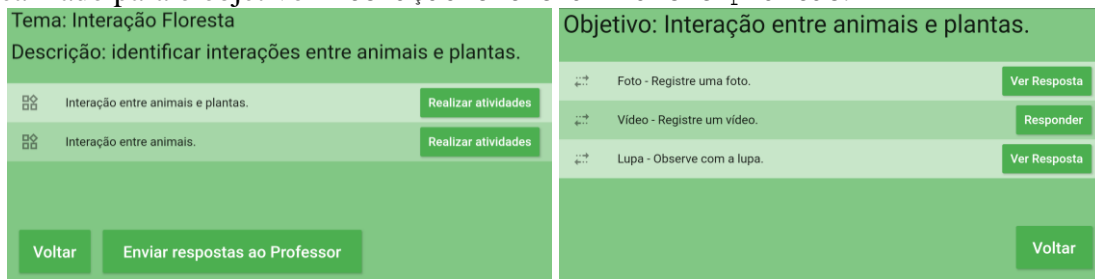 Tema: Interação Floresta
Descrição: identificar interações entre animais e plantas.
Interação entre animais e plantas. Realizar atividades
Interação entre animais. Realizar atividades
Voltar Enviar respostas ao Professor
Objetivo: Interação entre animais e plantas.
Foto - Registre uma foto. Ver Resposta
Vídeo - Registre um vídeo. Responder
Lupa - Observe com a lupa. Ver Resposta
Voltar